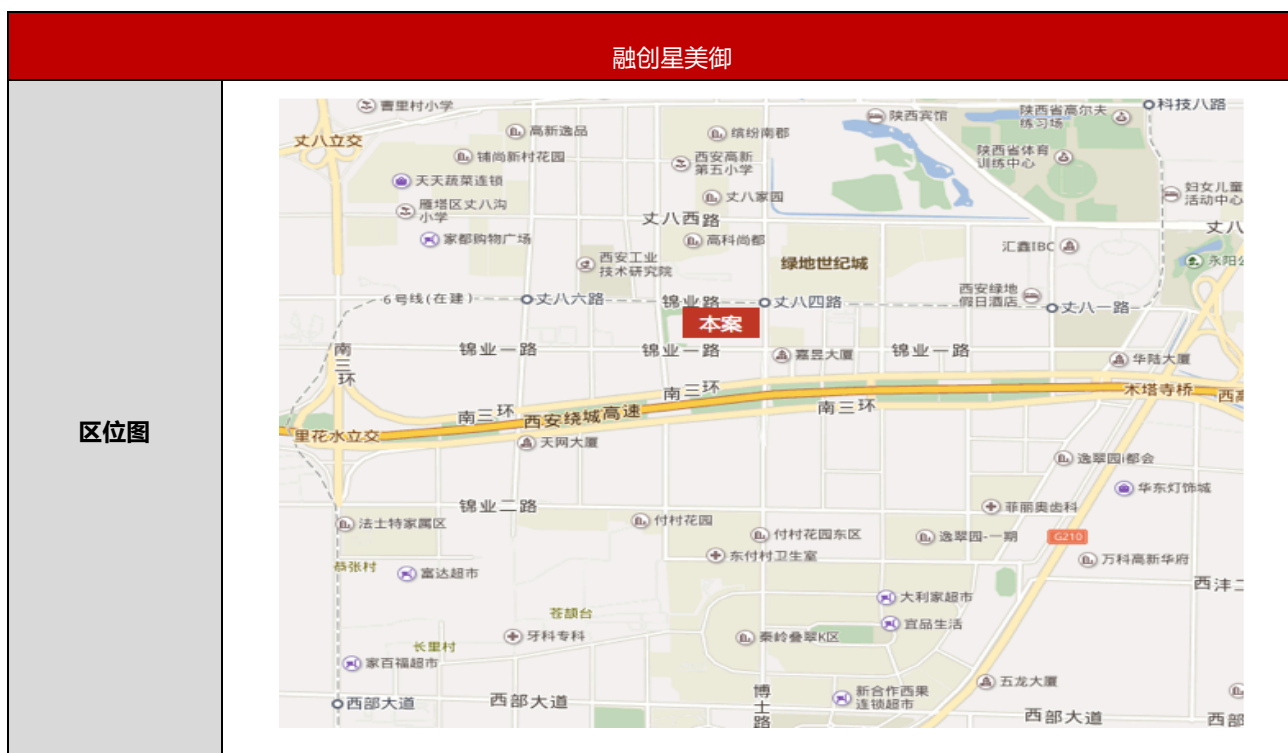 融创星美御
区位图
曹里村小学
科技八路
陕西宾馆
陕西省高尔夫
练习场
丈八立交
高新逸品
缤纷南郡
铺尚新村花园
西安高新
第五小学
陕西省体育
训练中心
天天蔬菜连锁
丈八家园
妇女儿童
活动中心
雁塔区丈八沟
小学
丈八西路
丈八
家都购物广场
高科尚都
汇鑫IBC
西安工业
技术研究院
绿地世纪城
永阳公
6号线(在建)
丈八六路
锦业路
丈八四路
西安绿地
假日酒店
丈八一路
本案
南三环
锦业一路
锦业一路
嘉昱大厦
锦业一路
华陆大厦
南三环
木塔寺桥
西高
南三环
西安绕城高速
南三环
里花水立交
天网大厦
逸翠园i都会
华东灯饰城
锦业二路
菲丽奥齿科
法士特家属区
付村花园
付村花园东区
逸翠园-一期
G210
东付村卫生室
万科高新华府
恭张村
富达超市
西沣二
大利家超市
苍颉台
宜品生活
牙科专科
秦岭叠翠K区
长里村
家百福超市
五龙大厦
博士路
新合作西果
连锁超市
西部大道
西部大道
西部大道
西部